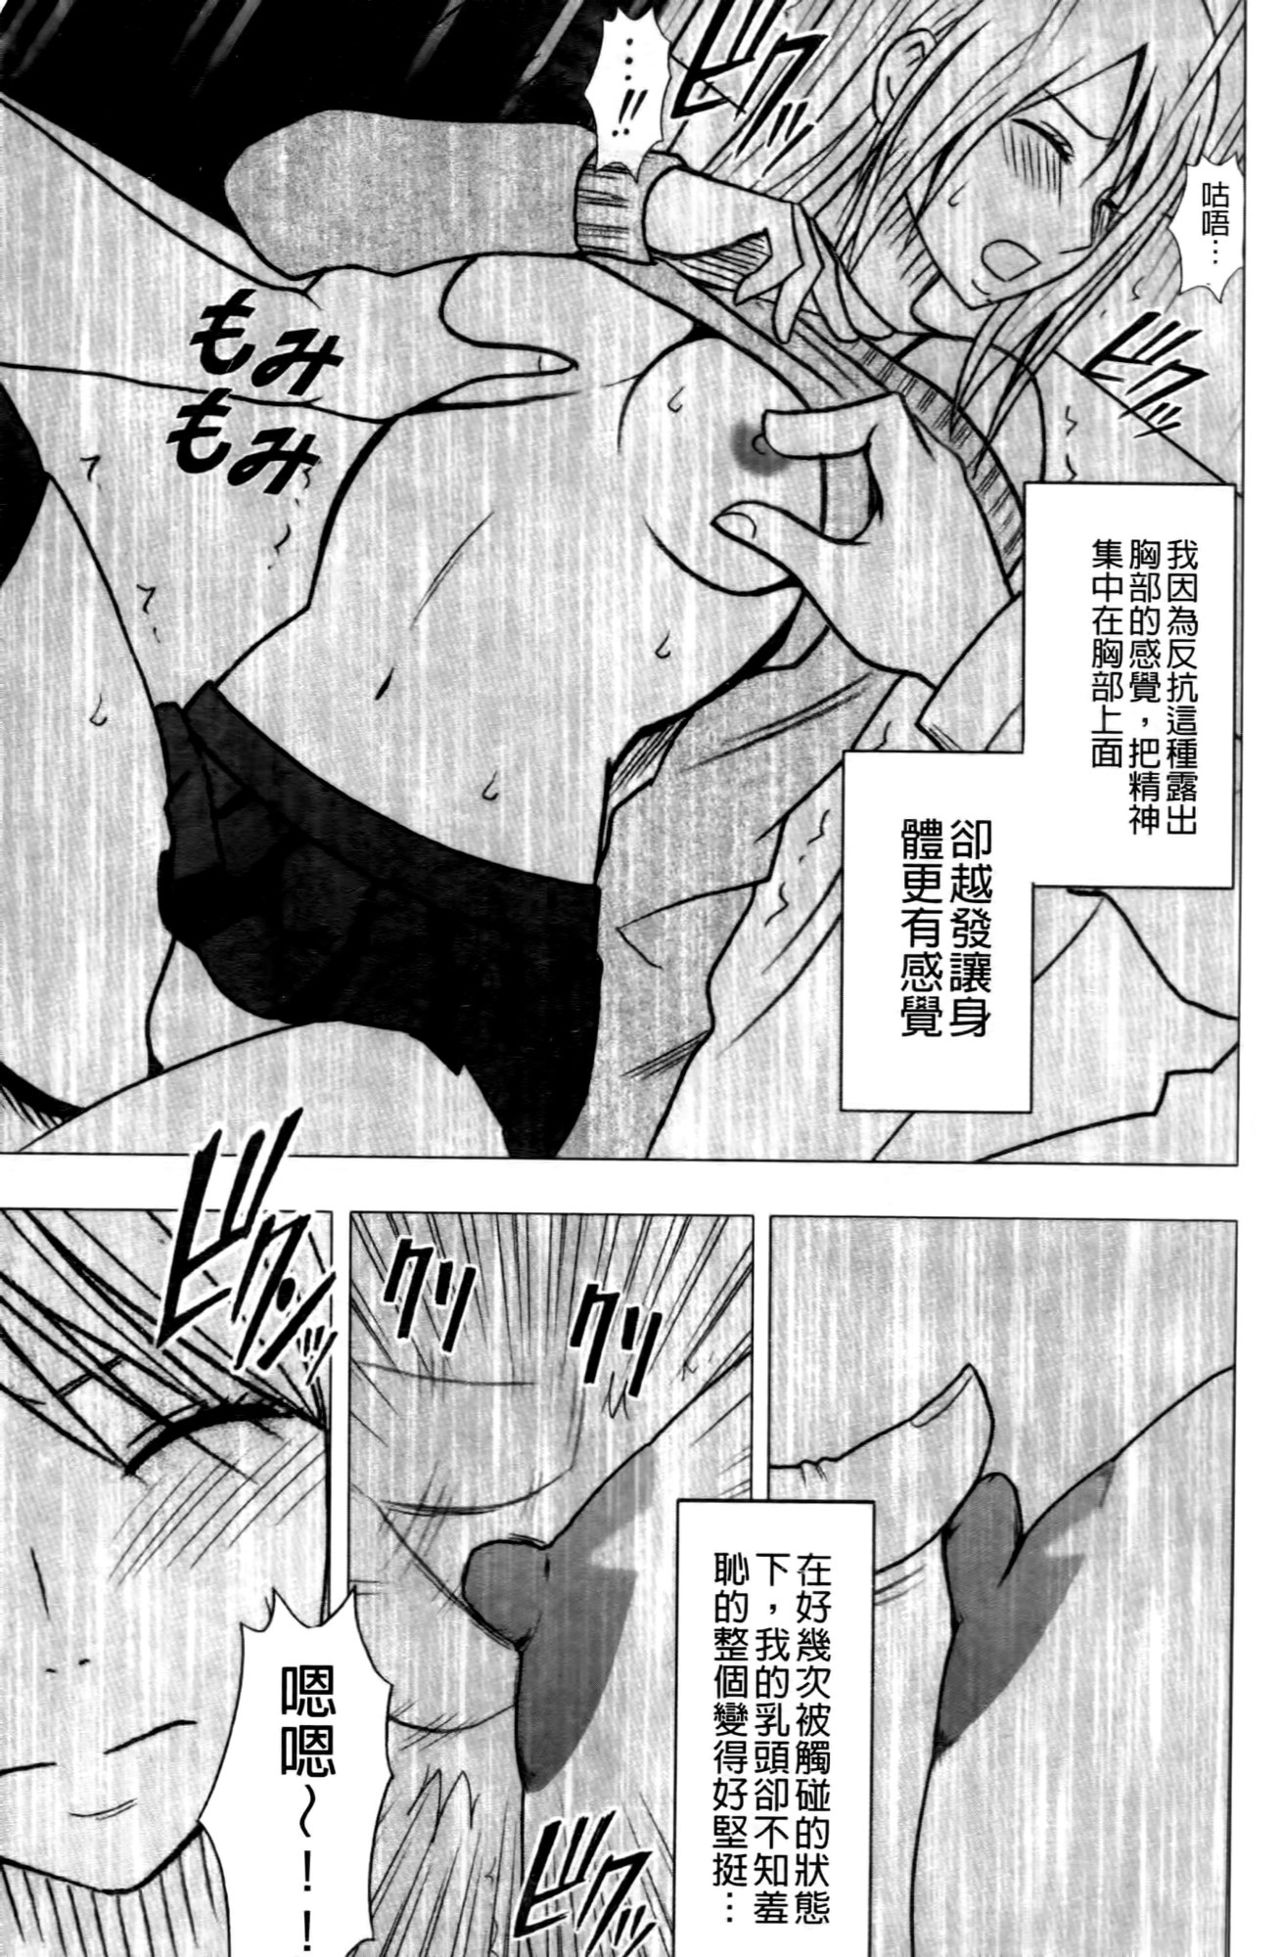 ビクッ
…!!
咕唔…
ビクッ
もみ
もみ
我因為反抗這種露出
胸部的感覺，把精神
集中在胸部上面
卻越發讓身
體更有感覺
在好幾次被觸碰的狀態
下，我的乳頭卻不知羞
恥的整個變得好堅挺…
クリ
クリ
ビクッ
ビクンッ
嗯嗯~!!